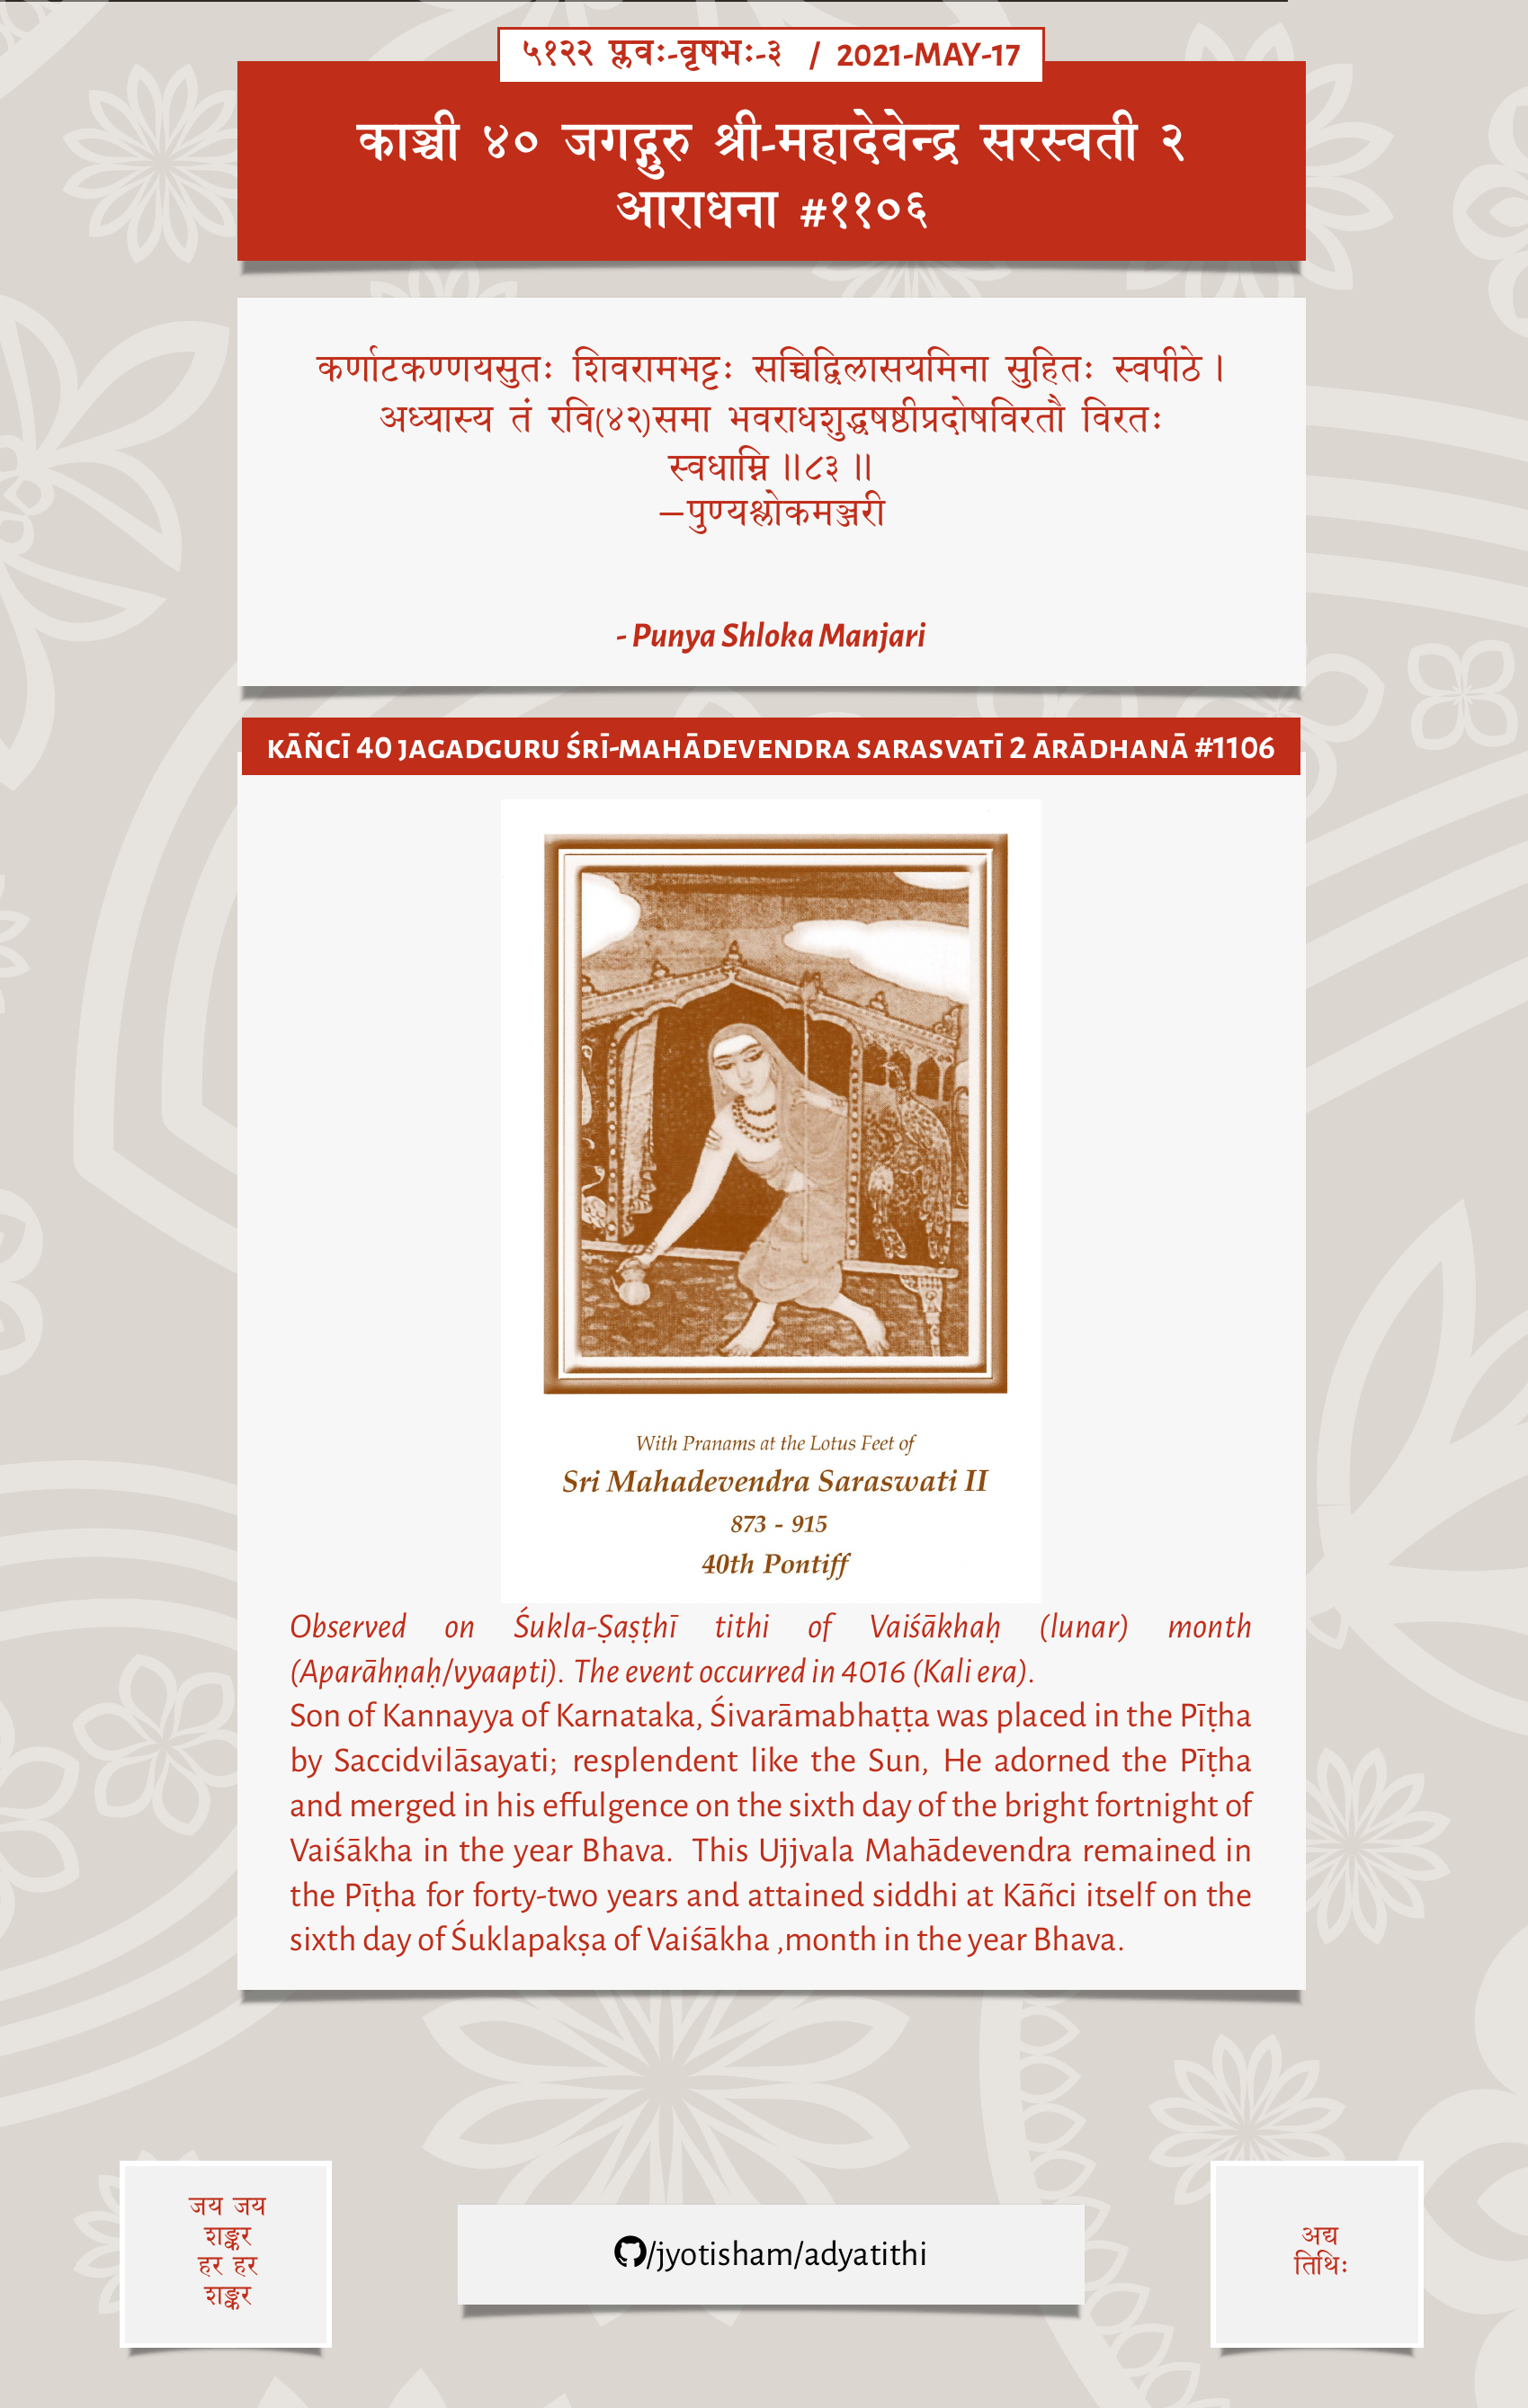 ५१२२ प्लवः-वृषभः-३ / 2021-MAY-17
काञ्ची ४० जगद्गुरु श्री-महादेवेन्द्र सरस्वती २
आराधना #११०६
कर्णाटकण्णयसुतः शिवरामभट्टः सच्चिद्विलासयमिना सुहितः स्वपीठे ।
अध्यास्य तं रवि(४२)समा भवराधशुद्धषष्ठीप्रदोषविरतौ विरतः
स्वधाम्नि ॥८३ ॥
—पुण्यश्लोकमञ्जरी
- Punya Shloka Manjari
KĀÑCĪ 40 JAGADGURU ŚRĪ-MAHĀDEVENDRA SARASVATĪ 2 ĀRĀDHANĀ #1106
With Pranams at the Lotus Feet of
Sri Mahadevendra Saraswati II
873 - 915
40th Pontiff
Observed on Śukla-Ṣaṣṭhī tithi of Vaiśākhaḥ (lunar) month
(Aparāhṇaḥ/vyaapti). The event occurred in 4016 (Kali era).
Son of Kannayya of Karnataka, Śivarāmabhaṭṭa was placed in the Pīṭha
by Saccidvilāsayati; resplendent like the Sun, He adorned the Pīṭha
and merged in his effulgence on the sixth day of the bright fortnight of
Vaiśākha in the year Bhava. This Ujjvala Mahādevendra remained in
the Pīṭha for forty-two years and attained siddhi at Kāñci itself on the
sixth day of Śuklapakṣa of Vaiśākha ,month in the year Bhava.
जय जय
शङ्कर
हर हर
शङ्कर
/jyotisham/adyatithi
अद्य
तिथिः